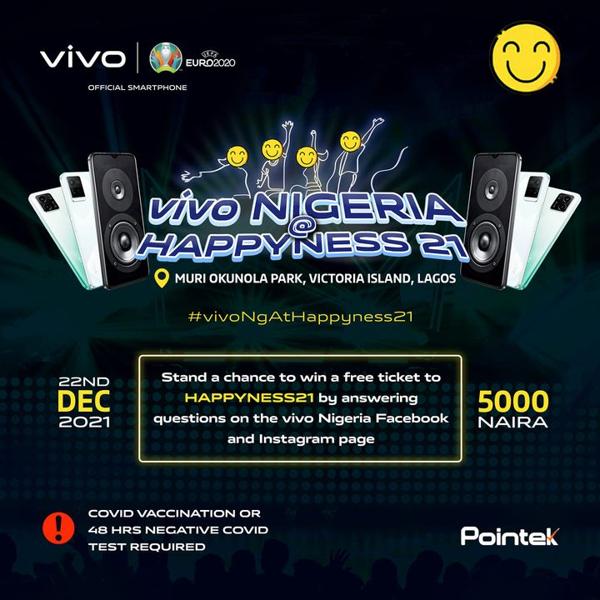 vivo
UEFA
EURO2020
OFFICIAL SMARTPHONE
vivo NIGERIA
@
HAPPYNESS 21
MURI OKUNOLA PARK, VICTORIA ISLAND, LAGOS
#vivoNgAtHappyness21
22ND
DEC
2021
Stand a chance to win a free ticket to
HAPPYNESS21 by answering
questions on the vivo Nigeria Facebook
and Instagram page
5000
NAIRA
COVID VACCINATION OR
48 HRS NEGATIVE COVID
TEST REQUIRED
Pointek